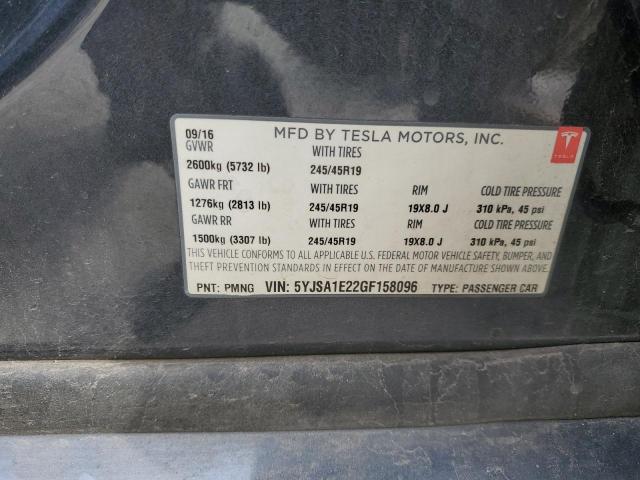 09/16 MFD BY TESLA MOTORS, INC.
GVWR WITH TIRES
2600kg (5732 lb) 245/45R19
GAWR FRT WITH TIRES RIM COLD TIRE PRESSURE
1276kg (2813 lb) 245/45R19 19X8.0 J 310 kPa, 45 psi
GAWR RR WITH TIRES RIM COLD TIRE PRESSURE
1500kg (3307 lb) 245/45R19 19X8.0 J 310 kPa, 45 psi
THIS VEHICLE CONFORMS TO ALL APPLICABLE U.S. FEDERAL MOTOR VEHICLE SAFETY, BUMPER, AND
THEFT PREVENTION STANDARDS IN EFFECT ON THE DATE OF MANUFACTURE SHOWN ABOVE.
PNT: PMNG VIN: 5YJSA1E22GF158096 TYPE: PASSENGER CAR
TESLA